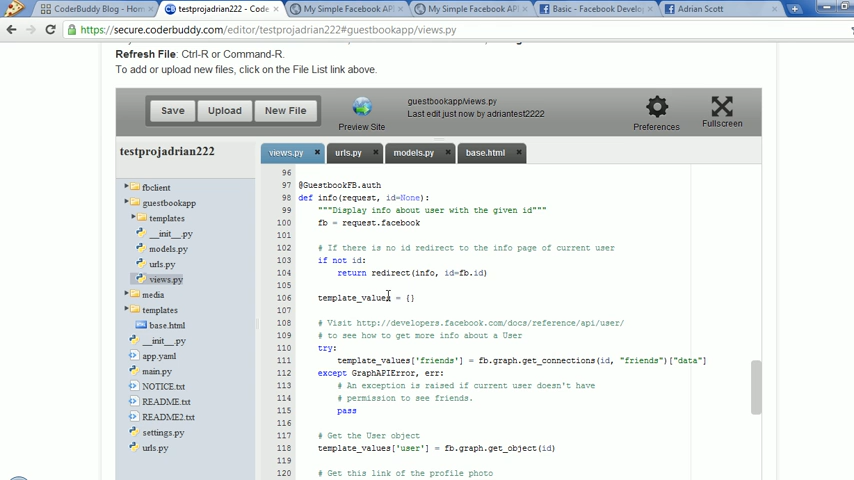 CoderBuddy Blog - Hom
testprojadrian222 - Code
My Simple Facebook API
My Simple Facebook API
Basic - Facebook Develo
Adrian Scott
https://secure.coderbuddy.com/editor/testprojadrian222#guestbookapp/views.py
Refresh File: Ctrl-R or Command-R.
To add or upload new files, click on the File List link above.
Save
Upload
New File
Preview Site
guestbookapp/views.py
Last edit just now by adriantest2222
Preferences
Fullscreen
testprojadrian222
views.py
urls.py
models.py
base.html
fbclient
guestbookapp
templates
__init__.py
models.py
urls.py
views.py
media
templates
base.html
__init__.py
app.yaml
main.py
NOTICE.txt
README.txt
README2.txt
settings.py
urls.py
96
97 @GuestbookFB.auth
98 def info(request, id=None):
99 """Display info about user with the given id"""
100 fb = request.facebook
101
102 # If there is no id redirect to the info page of current user
103 if not id:
104 return redirect(info, id=fb.id)
105
106 template_values = {}
107
108 # Visit http://developers.facebook.com/docs/reference/api/user/
109 # to see how to get more info about a User
110 try:
111 template_values['friends'] = fb.graph.get_connections(id, "friends")["data"]
112 except GraphAPIError, err:
113 # An exception is raised if current user doesn't have
114 # permission to see friends.
115 pass
116
117 # Get the User object
118 template_values['user'] = fb.graph.get_object(id)
119
120 # Get this link of the profile photo